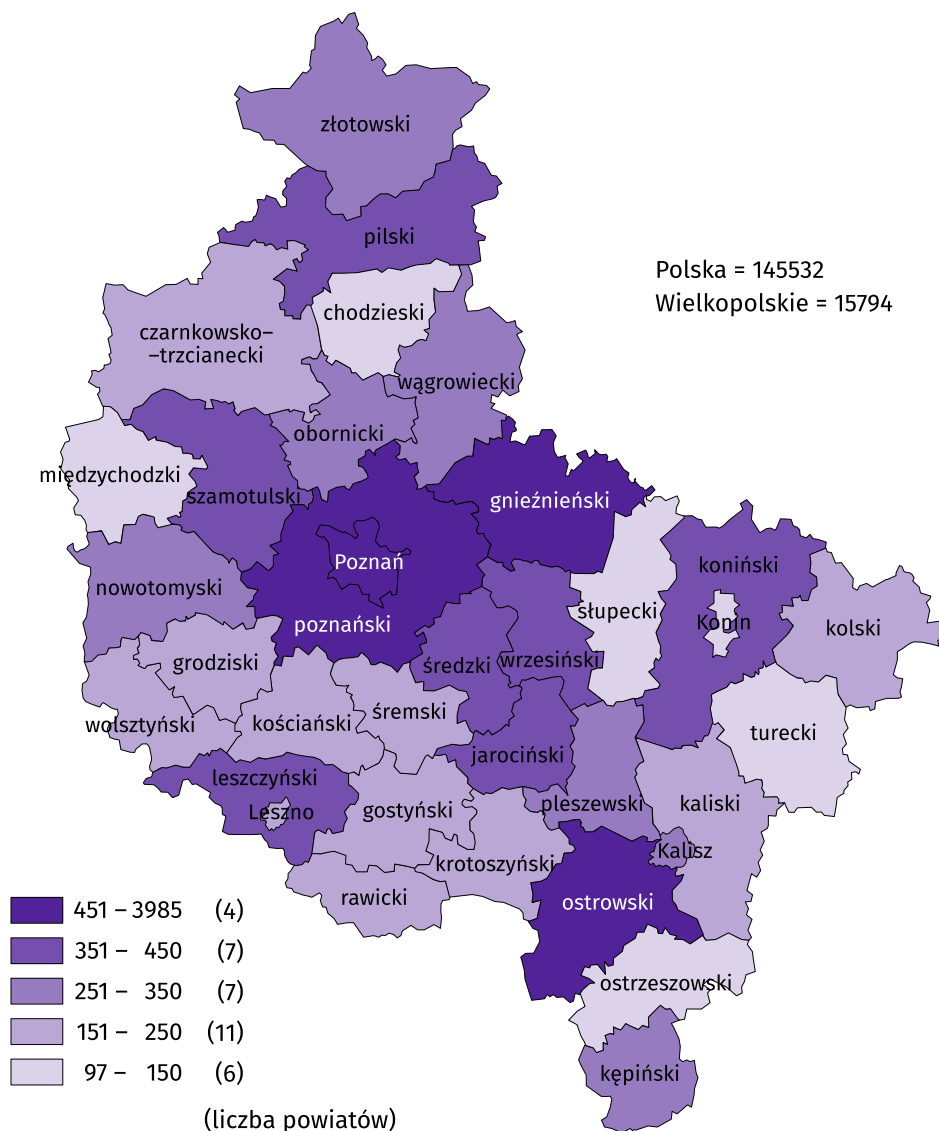 złotowski
pilski
Polska = 145532
Wielkopolskie = 15794
chodzieski
czarnkowsko–
–trzcianecki
wągrowiecki
obornicki
międzychodzki
szamotulski
gnieźnieński
Poznań
koniński
nowotomyski
słupecki
Konin
poznański
kolski
grodziski
średzki
wrzesiński
wolsztyński
kościański
śremski
turecki
jarociński
leszczyński
pleszewski
kaliski
Leszno
gostyński
Kalisz
krotoszyński
rawicki
ostrowski
451 – 3985 (4)
351 – 450 (7)
251 – 350 (7)
ostrzeszowski
151 – 250 (11)
97 – 150 (6)
kępiński
(liczba powiatów)